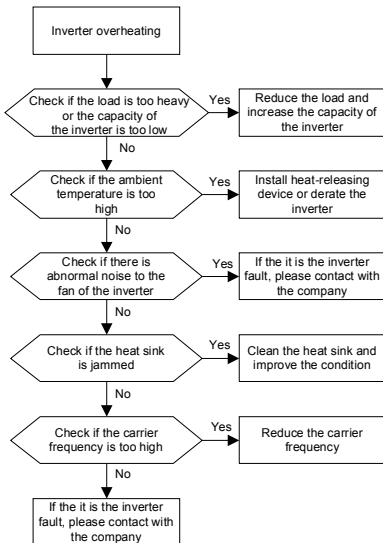 Inverter overheating
Check if the load is too heavy
or the capacity of
the inverter is too low
Yes
Reduce the load and
increase the capacity of
the inverter
No
Check if the ambient
temperature is too
high
Yes
Install heat-releasing
device or derate the
inverter
No
Check if there is
abnormal noise to the
fan of the inverter
Yes
If the it is the inverter
fault, please contact with
the company
No
Check if the heat sink
is jammed
Yes
Clean the heat sink and
improve the condition
No
Check if the carrier
frequency is too high
Yes
Reduce the carrier
frequency
No
If the it is the inverter
fault, please contact with
the company